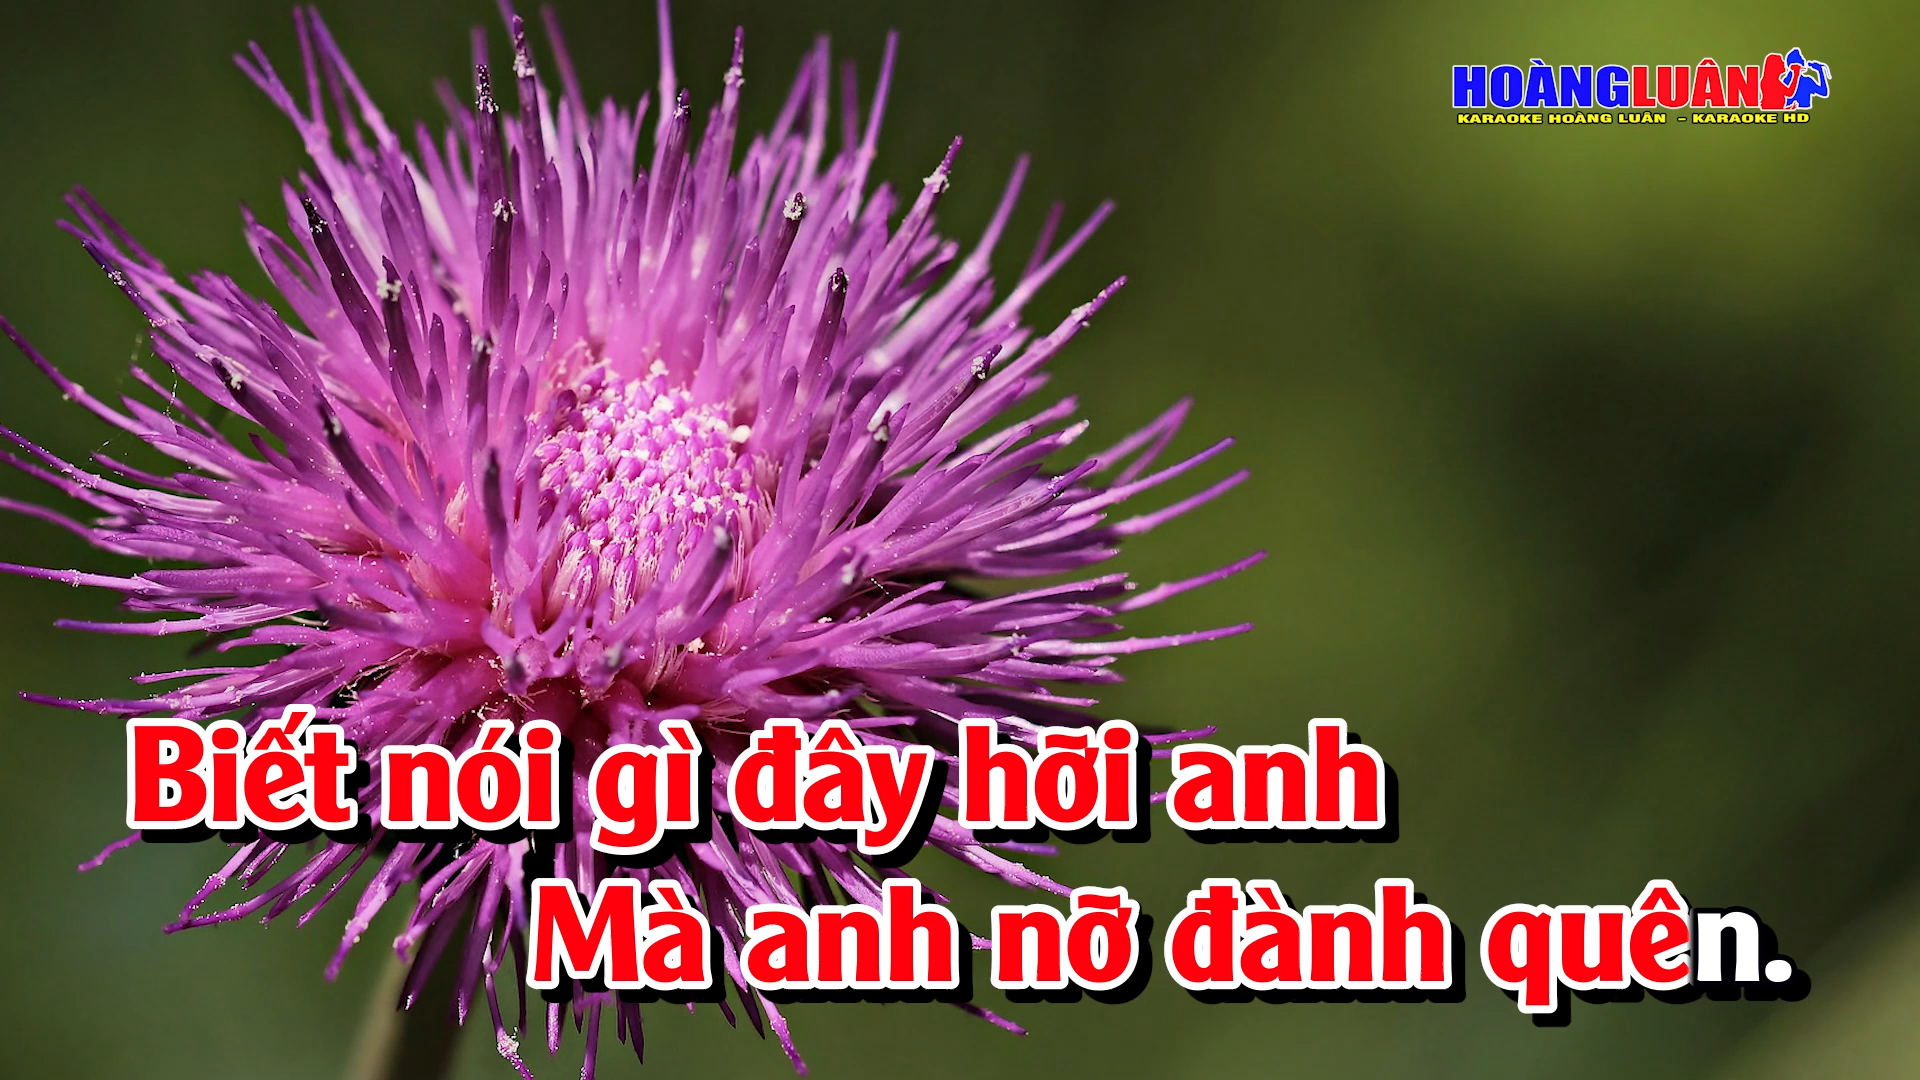 HOÀNGLUÂN
KARAOKE HOÀNG LUÂN - KARAOKE HD
Biết nói gì đây hỡi anh
Mà anh nỡ đành quên.